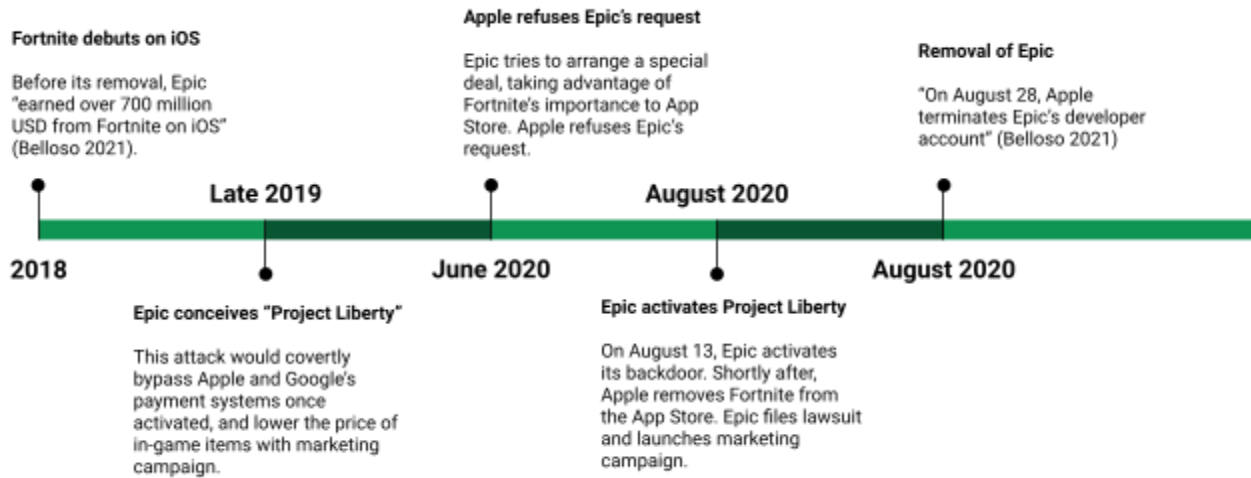 Fortnite debuts on iOS
Before its removal, Epic
"earned over 700 million
USD from Fortnite on iOS"
(Belloso 2021).
2018
Late 2019
Epic conceives “Project Liberty”
This attack would covertly
bypass Apple and Google's
payment systems once
activated, and lower the price of
in-game items with marketing
campaign.
Apple refuses Epic's request
Epic tries to arrange a special
deal, taking advantage of
Fortnite's importance to App
Store. Apple refuses Epic's
request.
June 2020
August 2020
Epic activates Project Liberty
On August 13, Epic activates
its backdoor. Shortly after,
Apple removes Fortnite from
the App Store. Epic files lawsuit
and launches marketing
campaign.
Removal of Epic
"On August 28, Apple
terminates Epic's developer
account" (Belloso 2021)
August 2020